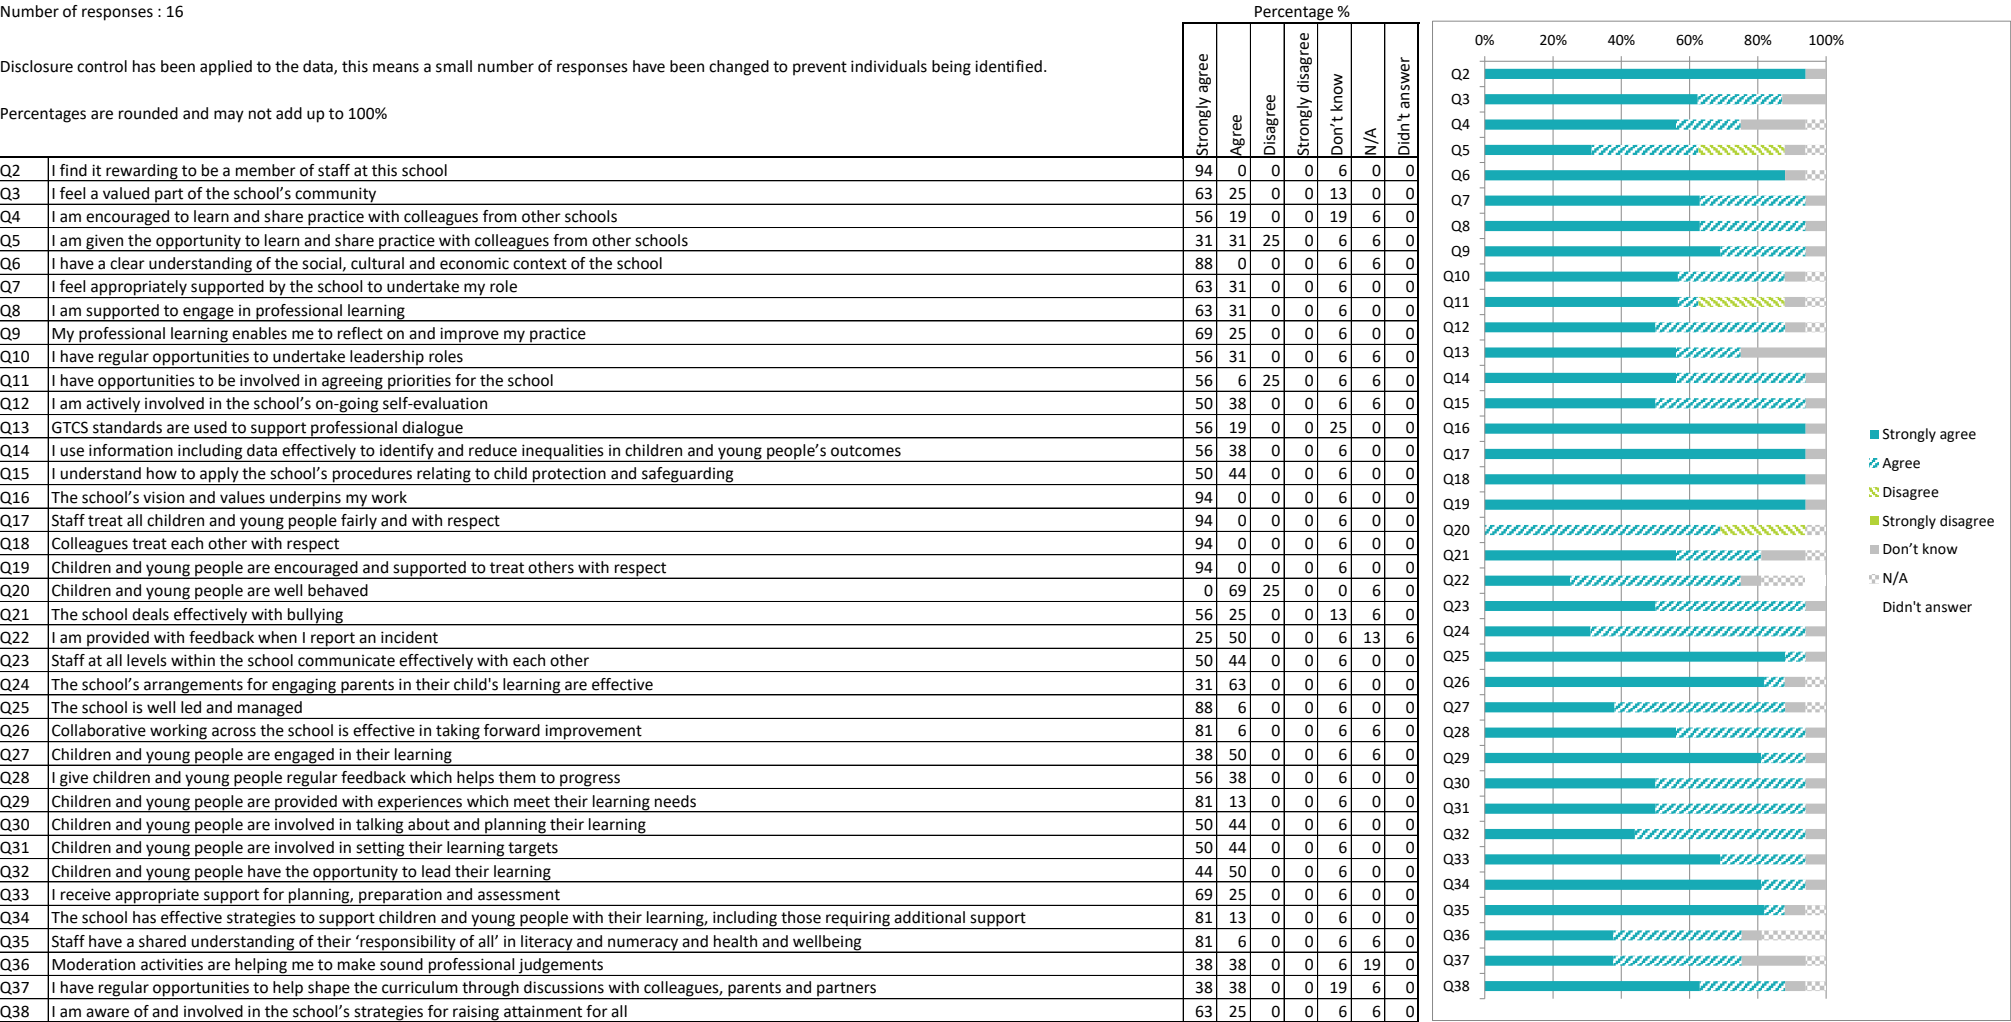 Number of responses : 16
Percentage %
Disclosure control has been applied to the data, this means a small number of responses have been changed to prevent individuals being identified.
Percentages are rounded and may not add up to 100%
Strongly agree
Agree
Disagree
Strongly disagree
Don't know
N/A
Didn't answer
Q2 I find it rewarding to be a member of staff at this school 94 0 0 0 6 0 0
Q3 I feel a valued part of the school's community 63 25 0 0 13 0 0
Q4 I am encouraged to learn and share practice with colleagues from other schools 56 19 0 0 19 6 0
Q5 I am given the opportunity to learn and share practice with colleagues from other schools 31 31 25 0 6 6 0
Q6 I have a clear understanding of the social, cultural and economic context of the school 88 0 0 0 6 6 0
Q7 I feel appropriately supported by the school to undertake my role 63 31 0 0 6 0 0
Q8 I am supported to engage in professional learning 63 31 0 0 6 0 0
Q9 My professional learning enables me to reflect on and improve my practice 69 25 0 0 6 0 0
Q10 I have regular opportunities to undertake leadership roles 56 31 0 0 6 6 0
Q11 I have opportunities to be involved in agreeing priorities for the school 56 6 25 0 6 6 0
Q12 I am actively involved in the school's on-going self-evaluation 50 38 0 0 6 6 0
Q13 GTCS standards are used to support professional dialogue 56 19 0 0 25 0 0
Q14 I use information including data effectively to identify and reduce inequalities in children and young people's outcomes 56 38 0 0 6 0 0
Q15 I understand how to apply the school's procedures relating to child protection and safeguarding 50 44 0 0 6 0 0
Q16 The school's vision and values underpins my work 94 0 0 0 6 0 0
Q17 Staff treat all children and young people fairly and with respect 94 0 0 0 6 0 0
Q18 Colleagues treat each other with respect 94 0 0 0 6 0 0
Q19 Children and young people are encouraged and supported to treat others with respect 94 0 0 0 6 0 0
Q20 Children and young people are well behaved 0 69 25 0 0 6 0
Q21 The school deals effectively with bullying 56 25 0 0 13 6 0
Q22 I am provided with feedback when I report an incident 25 50 0 0 6 13 6
Q23 Staff at all levels within the school communicate effectively with each other 50 44 0 0 6 0 0
Q24 The school's arrangements for engaging parents in their child's learning are effective 31 63 0 0 6 0 0
Q25 The school is well led and managed 88 6 0 0 6 0 0
Q26 Collaborative working across the school is effective in taking forward improvement 81 6 0 0 6 6 0
Q27 Children and young people are engaged in their learning 38 50 0 0 6 6 0
Q28 I give children and young people regular feedback which helps them to progress 56 38 0 0 6 0 0
Q29 Children and young people are provided with experiences which meet their learning needs 81 13 0 0 6 0 0
Q30 Children and young people are involved in talking about and planning their learning 50 44 0 0 6 0 0
Q31 Children and young people are involved in setting their learning targets 50 44 0 0 6 0 0
Q32 Children and young people have the opportunity to lead their learning 44 50 0 0 6 0 0
Q33 I receive appropriate support for planning, preparation and assessment 69 25 0 0 6 0 0
Q34 The school has effective strategies to support children and young people with their learning, including those requiring additional support 81 13 0 0 6 0 0
Q35 Staff have a shared understanding of their 'responsibility of all' in literacy and numeracy and health and wellbeing 81 6 0 0 6 6 0
Q36 Moderation activities are helping me to make sound professional judgements 38 38 0 0 6 19 0
Q37 I have regular opportunities to help shape the curriculum through discussions with colleagues, parents and partners 38 38 0 0 19 6 0
Q38 I am aware of and involved in the school's strategies for raising attainment for all 63 25 0 0 6 6 0
0% 20% 40% 60% 80% 100%
Q2
Q3
Q4
Q5
Q6
Q7
Q8
Q9
Q10
Q11
Q12
Q13
Q14
Q15
Q16
Q17
Q18
Q19
Q20
Q21
Q22
Q23
Q24
Q25
Q26
Q27
Q28
Q29
Q30
Q31
Q32
Q33
Q34
Q35
Q36
Q37
Q38
Strongly agree
Agree
Disagree
Strongly disagree
Don't know
N/A
Didn't answer